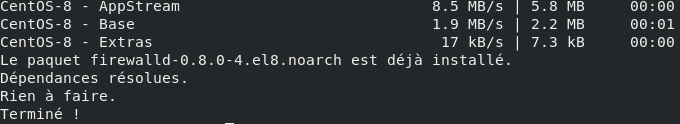 CentOS-8 - AppStream 8.5 MB/s | 5.8 MB 00:00
CentOS-8 - Base 1.9 MB/s | 2.2 MB 00:01
CentOS-8 - Extras 17 kB/s | 7.3 kB 00:00
Le paquet firewalld-0.8.0-4.el8.noarch est déjà installé.
Dépendances résolues.
Rien à faire.
Terminé !